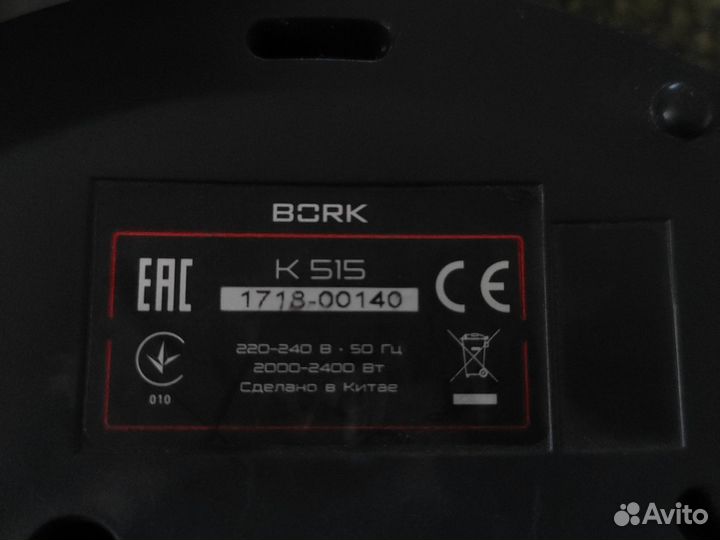 BORK
EAC
K 515
1718-00140
CE
220-240 В · 50 Гц
2000-2400 Вт
Сделано в Китае
010
Avito